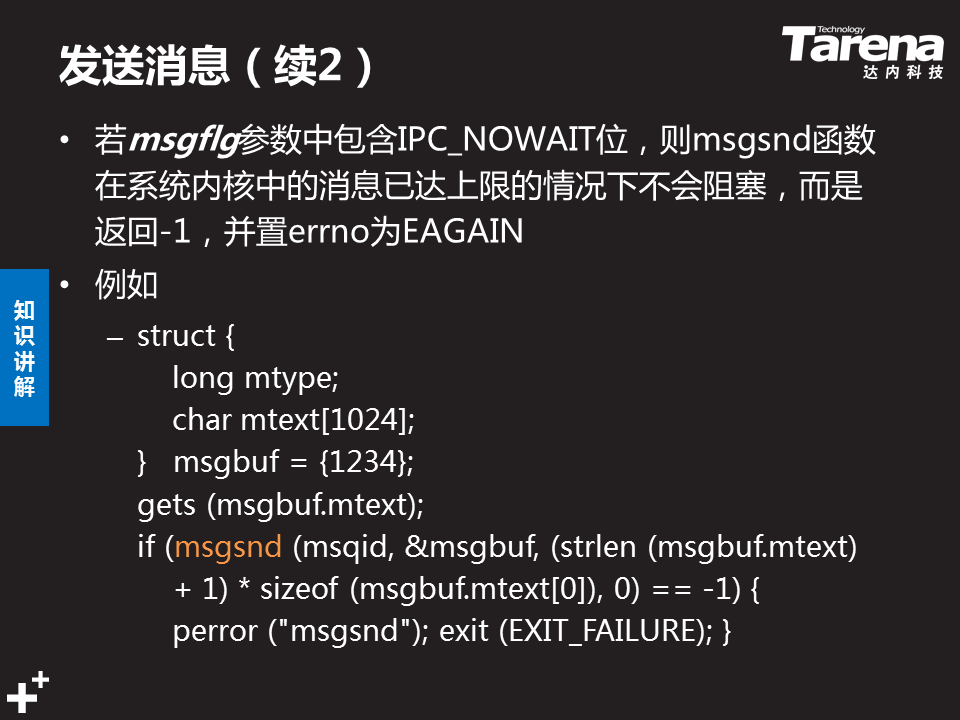 发送消息（续2）
Technology
Tarena
达内科技
• 若msgflg参数中包含IPC_NOWAIT位，则msgsnd函数
在系统内核中的消息已达上限的情况下不会阻塞，而是
返回-1，并置errno为EAGAIN
• 例如
– struct {
long mtype;
char mtext[1024];
} msgbuf = {1234};
gets (msgbuf.mtext);
if (msgsnd (msqid, &msgbuf, (strlen (msgbuf.mtext)
+ 1) * sizeof (msgbuf.mtext[0]), 0) == -1) {
perror ("msgsnd"); exit (EXIT_FAILURE); }
知
识
讲
解